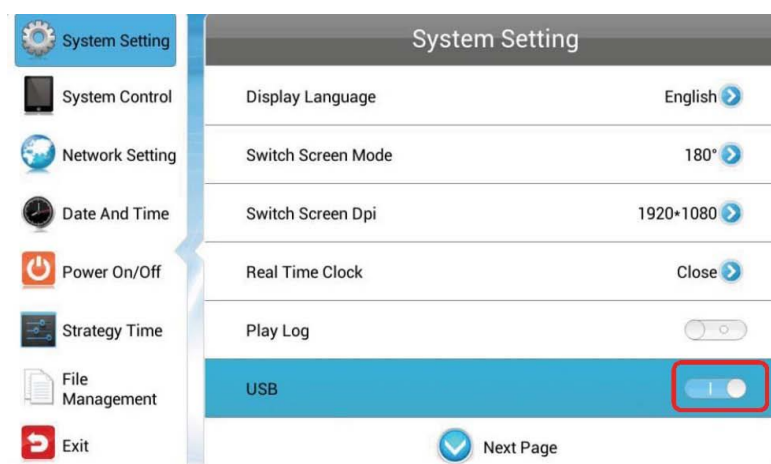 System Setting
System Control
Network Setting
Date And Time
Power On/Off
Strategy Time
File
Management
Exit
System Setting
Display Language English
Switch Screen Mode 180°
Switch Screen Dpi 1920*1080
Real Time Clock Close
Play Log
USB
Next Page